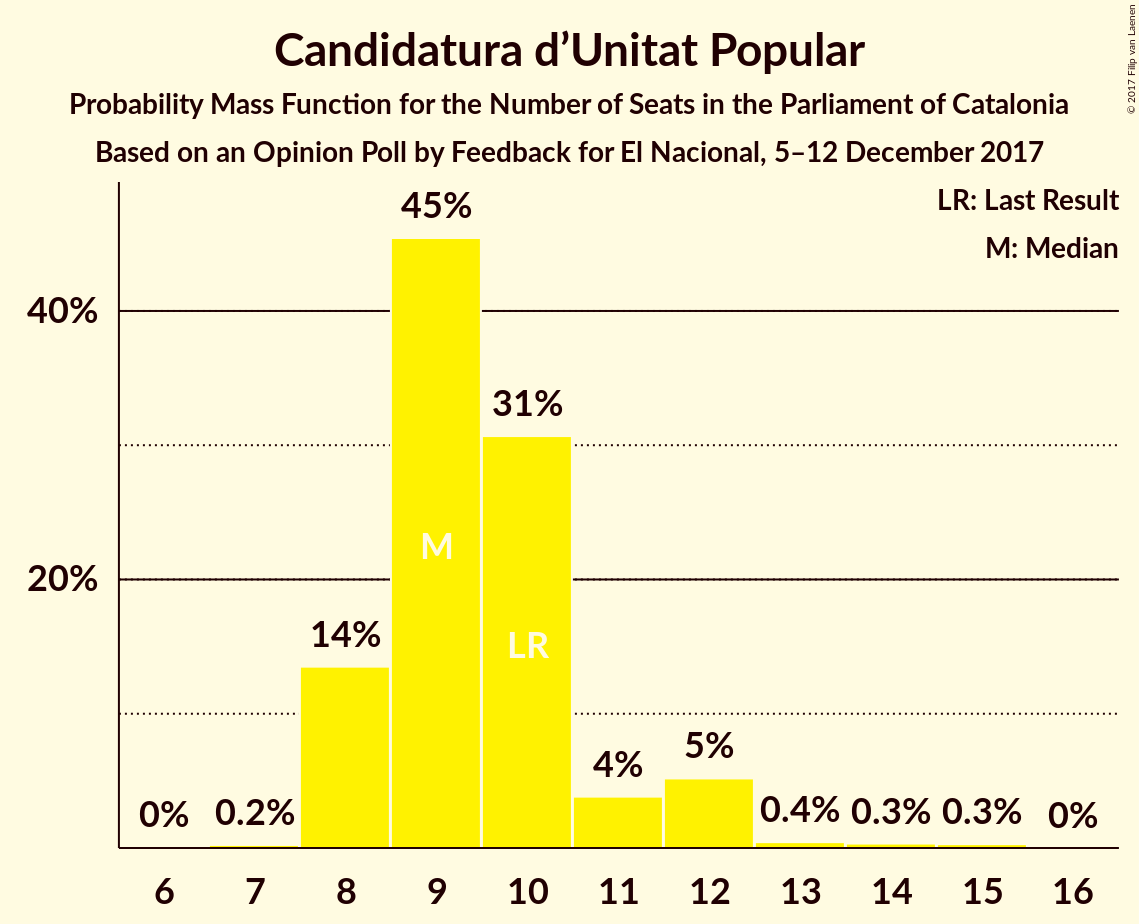 Candidatura d’Unitat Popular
Probability Mass Function for the Number of Seats in the Parliament of Catalonia
Based on an Opinion Poll by Feedback for El Nacional, 5–12 December 2017
© 2017 Filip van Laenen
LR: Last Result
M: Median
40%
20%
0%
0.2%
14%
45%
31%
4%
5%
0.4%
0.3%
0.3%
0%
M
LR
6 7 8 9 10 11 12 13 14 15 16